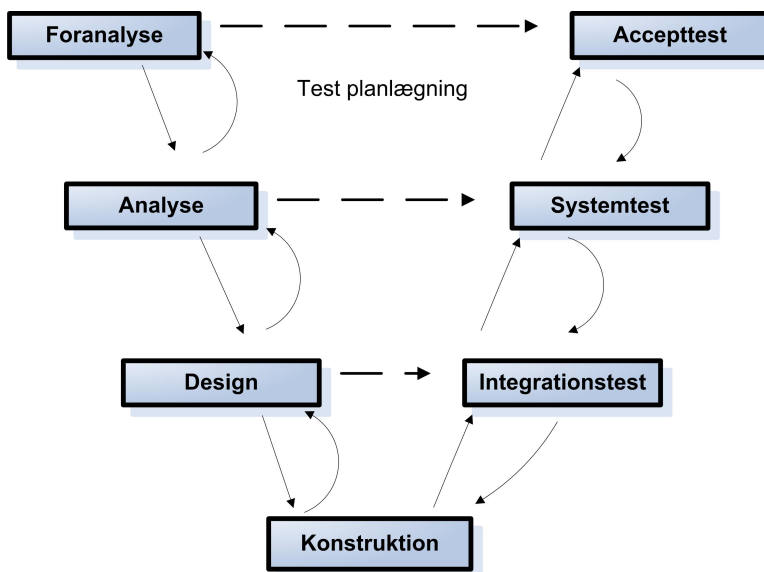 Foranalyse
Accepttest
Test planlægning
Analyse
Systemtest
Design
Integrationstest
Konstruktion